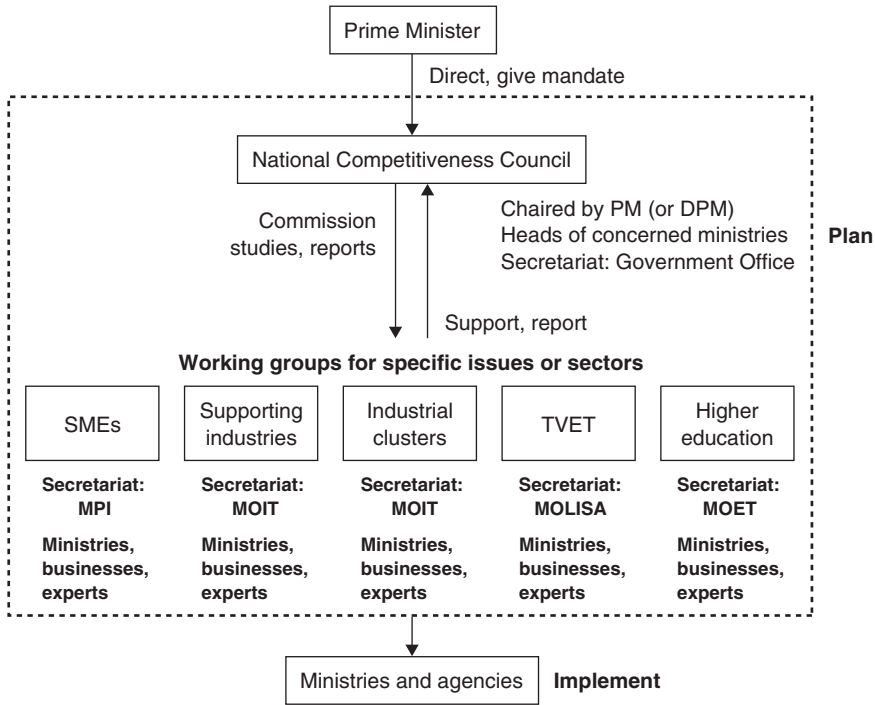 Prime Minister
Direct, give mandate
National Competitiveness Council
Commission
studies, reports
Chaired by PM (or DPM)
Heads of concerned ministries
Secretariat: Government Office
Plan
Support, report
Working groups for specific issues or sectors
SMEs
Supporting
industries
Industrial
clusters
TVET
Higher
education
Secretariat:
MPI
Secretariat:
MOIT
Secretariat:
MOIT
Secretariat:
MOLISA
Secretariat:
MOET
Ministries,
businesses,
experts
Ministries,
businesses,
experts
Ministries,
businesses,
experts
Ministries,
businesses,
experts
Ministries,
businesses,
experts
Ministries and agencies
Implement